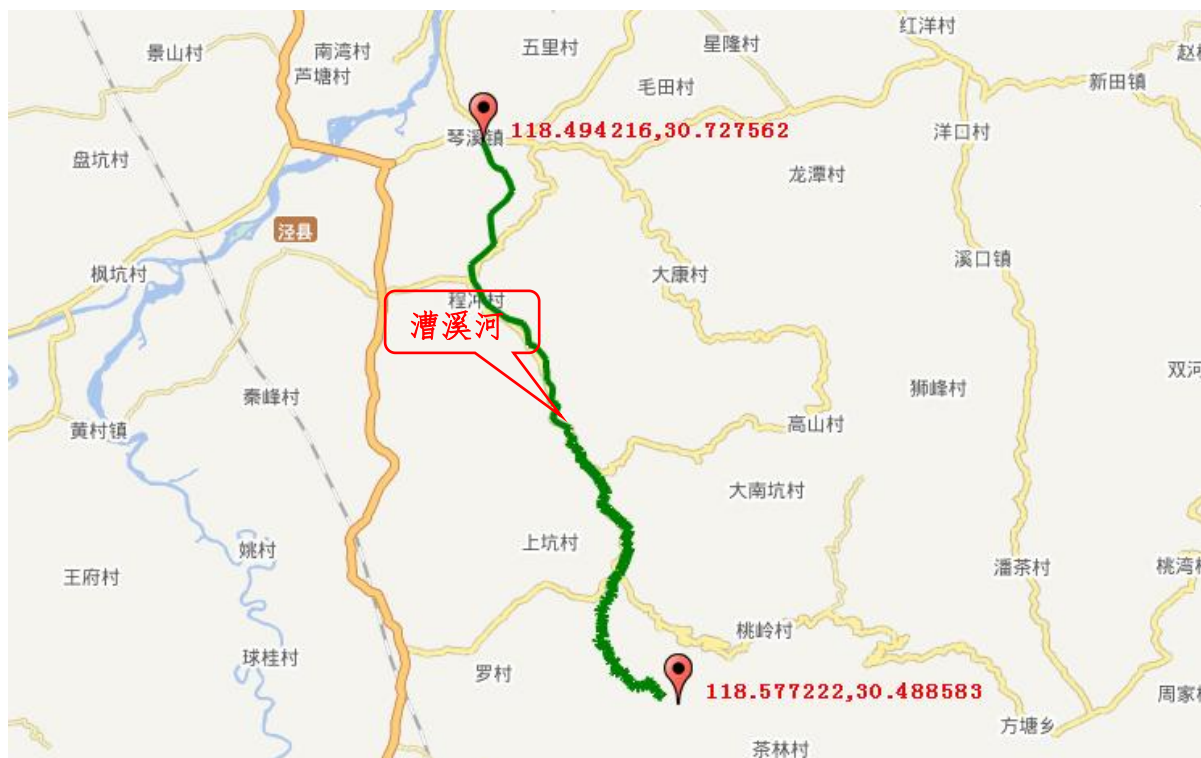 红洋村
五里村
星隆村
景山村
南湾村
芦塘村
毛田村
新田镇
118.494216,30.727562
琴溪镇
洋口村
盘坑村
龙潭村
泾县
溪口镇
枫坑村
大康村
程冲村
漕溪河
双河
狮峰村
秦峰村
高山村
黄村镇
大南坑村
上坑村
姚村
潘茶村
桃湾
王府村
桃岭村
球桂村
罗村
118.577222,30.488583
周家
方塘乡
茶林村